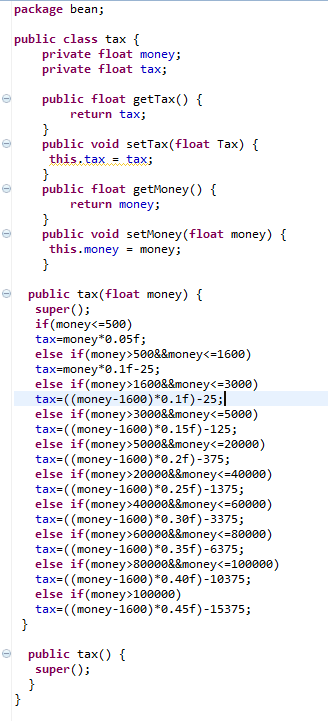 package bean;
public class tax {
private float money;
private float tax;
public float getTax() {
return tax;
}
public void setTax(float Tax) {
this.tax = tax;
}
public float getMoney() {
return money;
}
public void setMoney(float money) {
this.money = money;
}
public tax(float money) {
super();
if(money<=500)
tax=money*0.05f;
else if(money>500&&money<=1600)
tax=money*0.1f-25;
else if(money>1600&&money<=3000)
tax=((money-1600)*0.1f)-25;
else if(money>3000&&money<=5000)
tax=((money-1600)*0.15f)-125;
else if(money>5000&&money<=20000)
tax=((money-1600)*0.2f)-375;
else if(money>20000&&money<=40000)
tax=((money-1600)*0.25f)-1375;
else if(money>40000&&money<=60000)
tax=((money-1600)*0.30f)-3375;
else if(money>60000&&money<=80000)
tax=((money-1600)*0.35f)-6375;
else if(money>80000&&money<=100000)
tax=((money-1600)*0.40f)-10375;
else if(money>100000)
tax=((money-1600)*0.45f)-15375;
}
public tax() {
super();
}
}